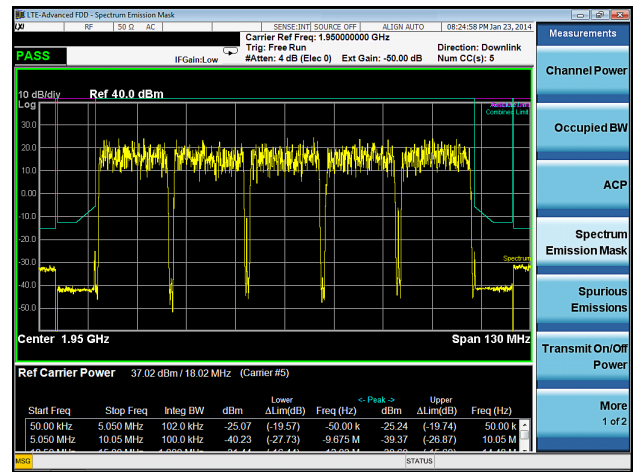 LTE-Advanced FDD - Spectrum Emission Mask
LXI RF 50 Ω AC SENSE:INT SOURCE OFF ALIGN AUTO 08:24:58 PM Jan 23, 2014
Carrier Ref Freq: 1.950000000 GHz
PASS Trig: Free Run Direction: Downlink
IFGain:Low #Atten: 4 dB (Elec 0) Ext Gain: -50.00 dB Num CC(s): 5
10 dB/div Ref 40.0 dBm
Log
Absolute Limit
Combined Limit
30.0
20.0
10.0
0.00
-10.0
-20.0
-30.0
Spectrum
-40.0
-50.0
Center 1.95 GHz Span 130 MHz
Ref Carrier Power 37.02 dBm / 18.02 MHz (Carrier #5)
Lower <- Peak -> Upper
Start Freq Stop Freq Integ BW dBm ΔLim(dB) Freq (Hz) dBm ΔLim(dB) Freq (Hz)
50.00 kHz 5.050 MHz 102.0 kHz -25.07 (-19.57) -50.00 k -25.24 (-19.74) 50.00 k
5.050 MHz 10.05 MHz 100.0 kHz -40.23 (-27.73) -9.675 M -39.37 (-26.87) 10.05 M
MSG STATUS
Measurements
Channel Power
Occupied BW
ACP
Spectrum
Emission Mask
Spurious
Emissions
Transmit On/Off
Power
More
1 of 2